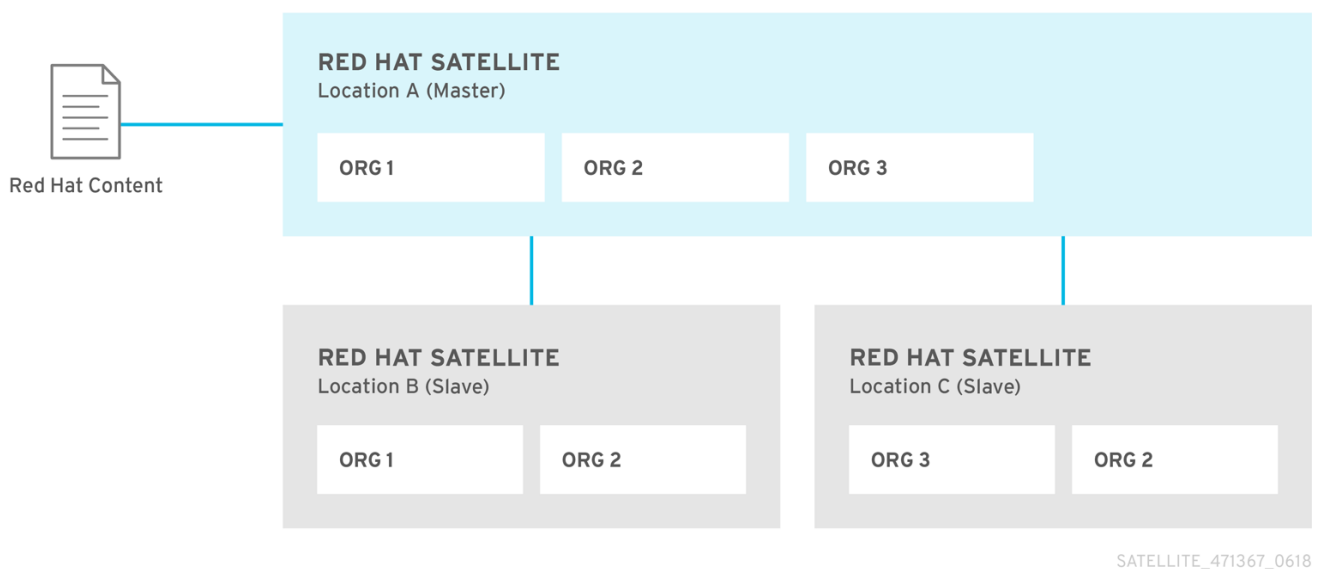 RED HAT SATELLITE
Location A (Master)
ORG 1
ORG 2
ORG 3
Red Hat Content
RED HAT SATELLITE
Location B (Slave)
ORG 1
ORG 2
RED HAT SATELLITE
Location C (Slave)
ORG 3
ORG 2
SATELLITE_471367_0618